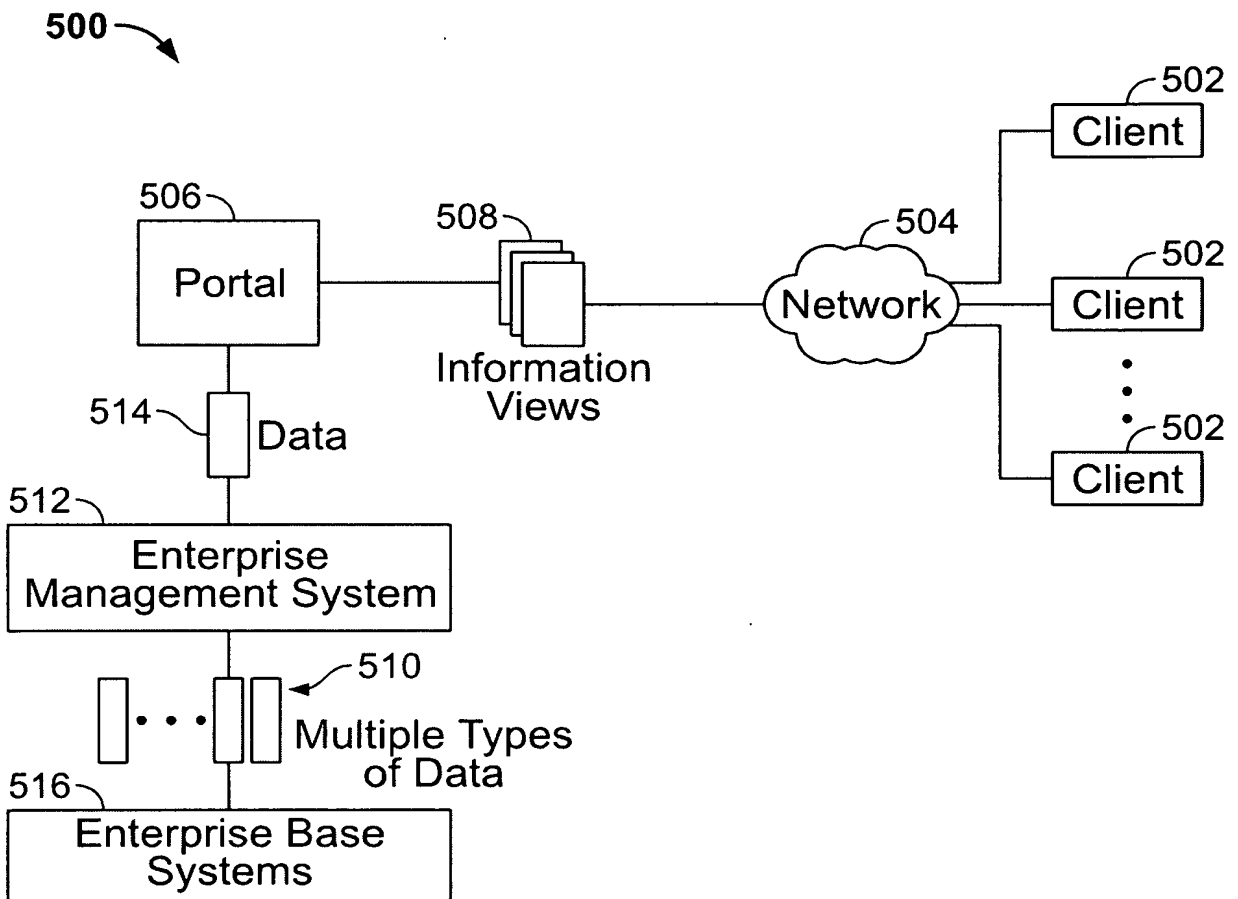 500
502
Client
506
Portal
508
Information
Views
504
Network
502
Client
514
Data
502
Client
512
Enterprise
Management System
510
Multiple Types
of Data
516
Enterprise Base
Systems